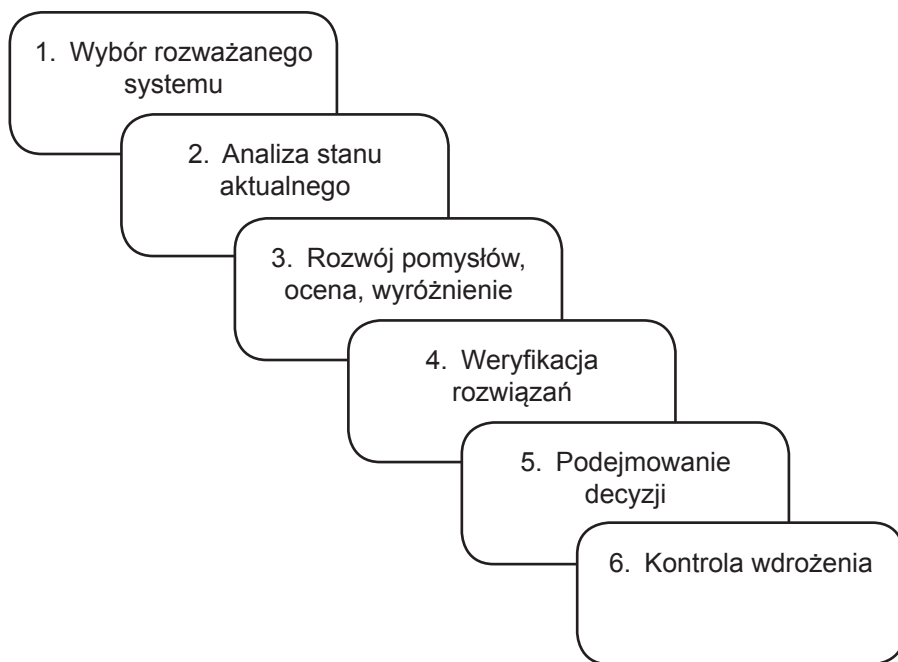 1. Wybór rozważanego
systemu
2. Analiza stanu
aktualnego
3. Rozwój pomysłów,
ocena, wyróżnienie
4. Weryfikacja
rozwiązań
5. Podejmowanie
decyzji
6. Kontrola wdrożenia